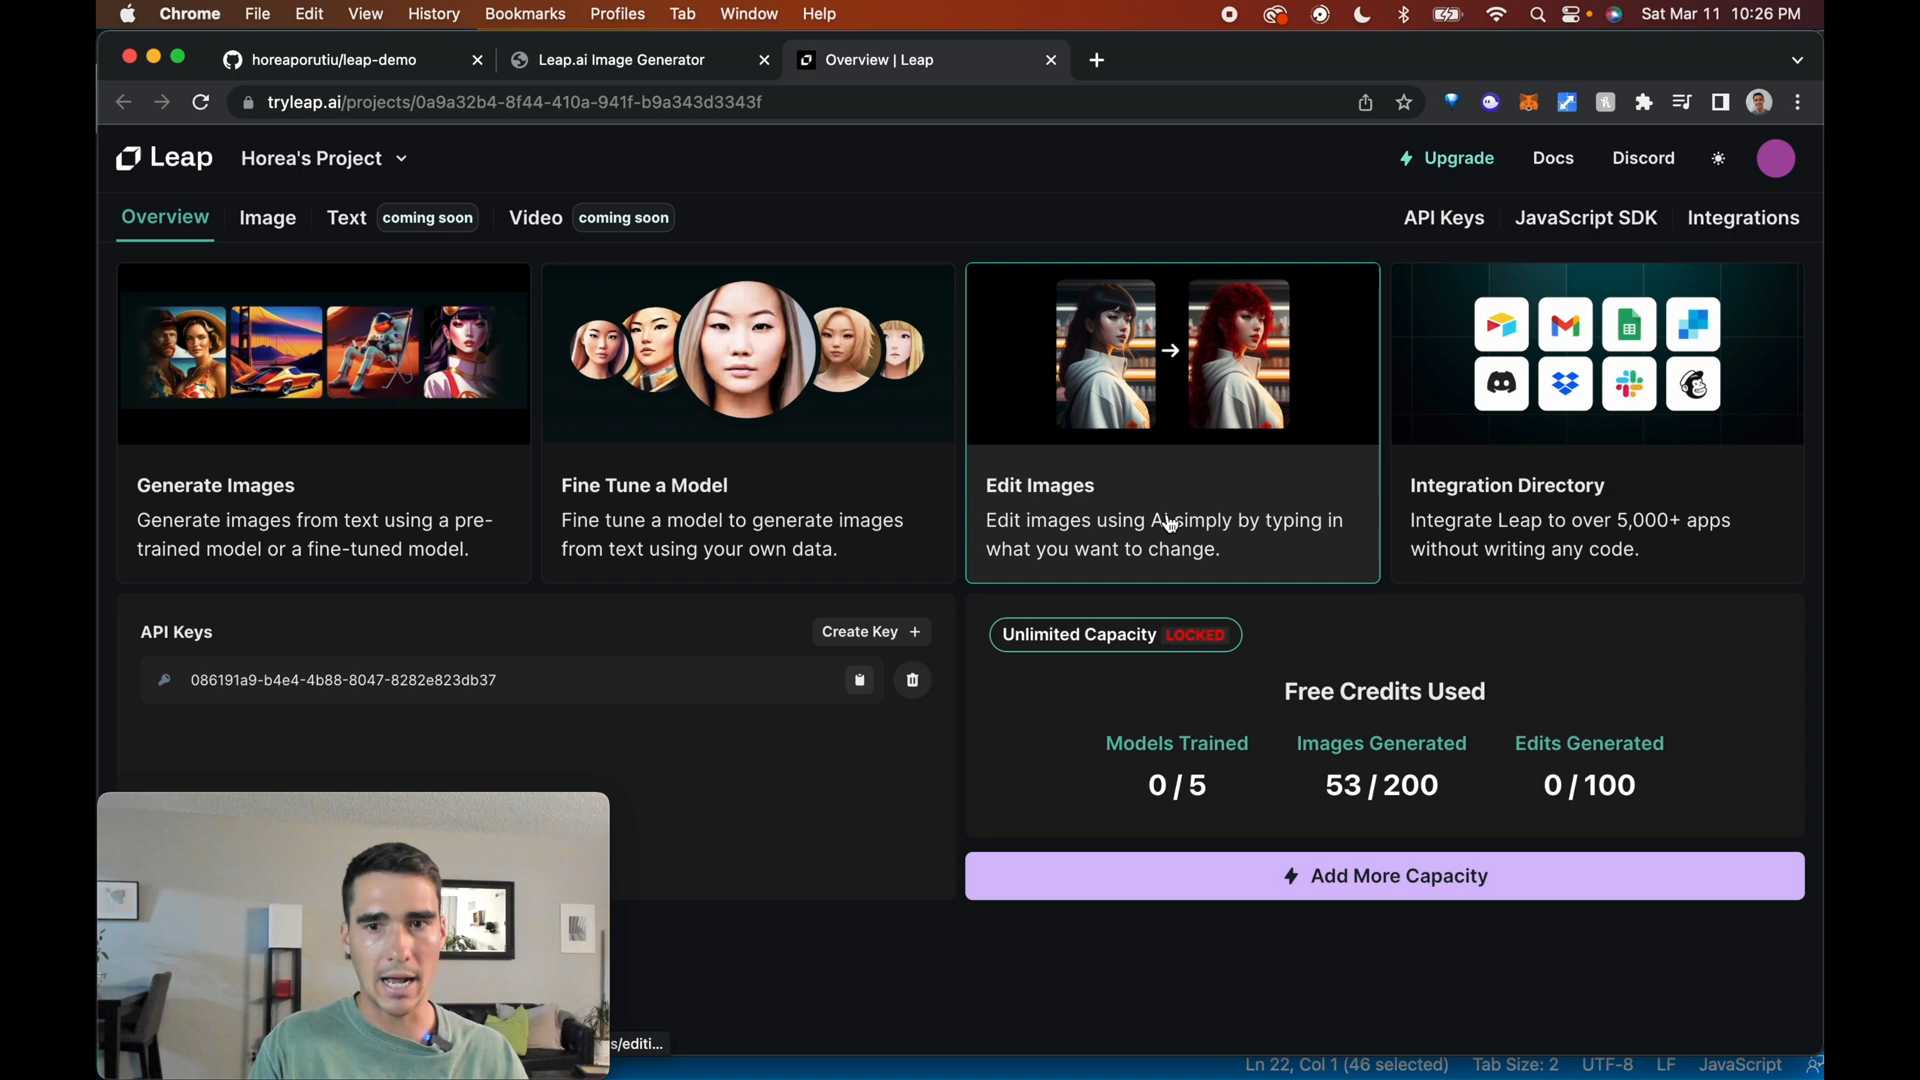 Chrome File Edit View History Bookmarks Profiles Tab Window Help Sat Mar 11 10:26 PM
horeaporutiu/leap-demo Leap.ai Image Generator Overview | Leap
tryleap.ai/projects/0a9a32b4-8f44-410a-941f-b9a343d3343f
Leap Horea's Project Upgrade Docs Discord
Overview Image Text coming soon Video coming soon API Keys JavaScript SDK Integrations
Generate Images
Generate images from text using a pre-
trained model or a fine-tuned model.
Fine Tune a Model
Fine tune a model to generate images
from text using your own data.
Edit Images
Edit images using AI simply by typing in
what you want to change.
Integration Directory
Integrate Leap to over 5,000+ apps
without writing any code.
API Keys Create Key +
086191a9-b4e4-4b88-8047-8282e823db37
Unlimited Capacity LOCKED
Free Credits Used
Models Trained Images Generated Edits Generated
0 / 5 53 / 200 0 / 100
Add More Capacity
s/editi...
Ln 22, Col 1 (46 selected) Tab Size: 2 UTF-8 LF JavaScript